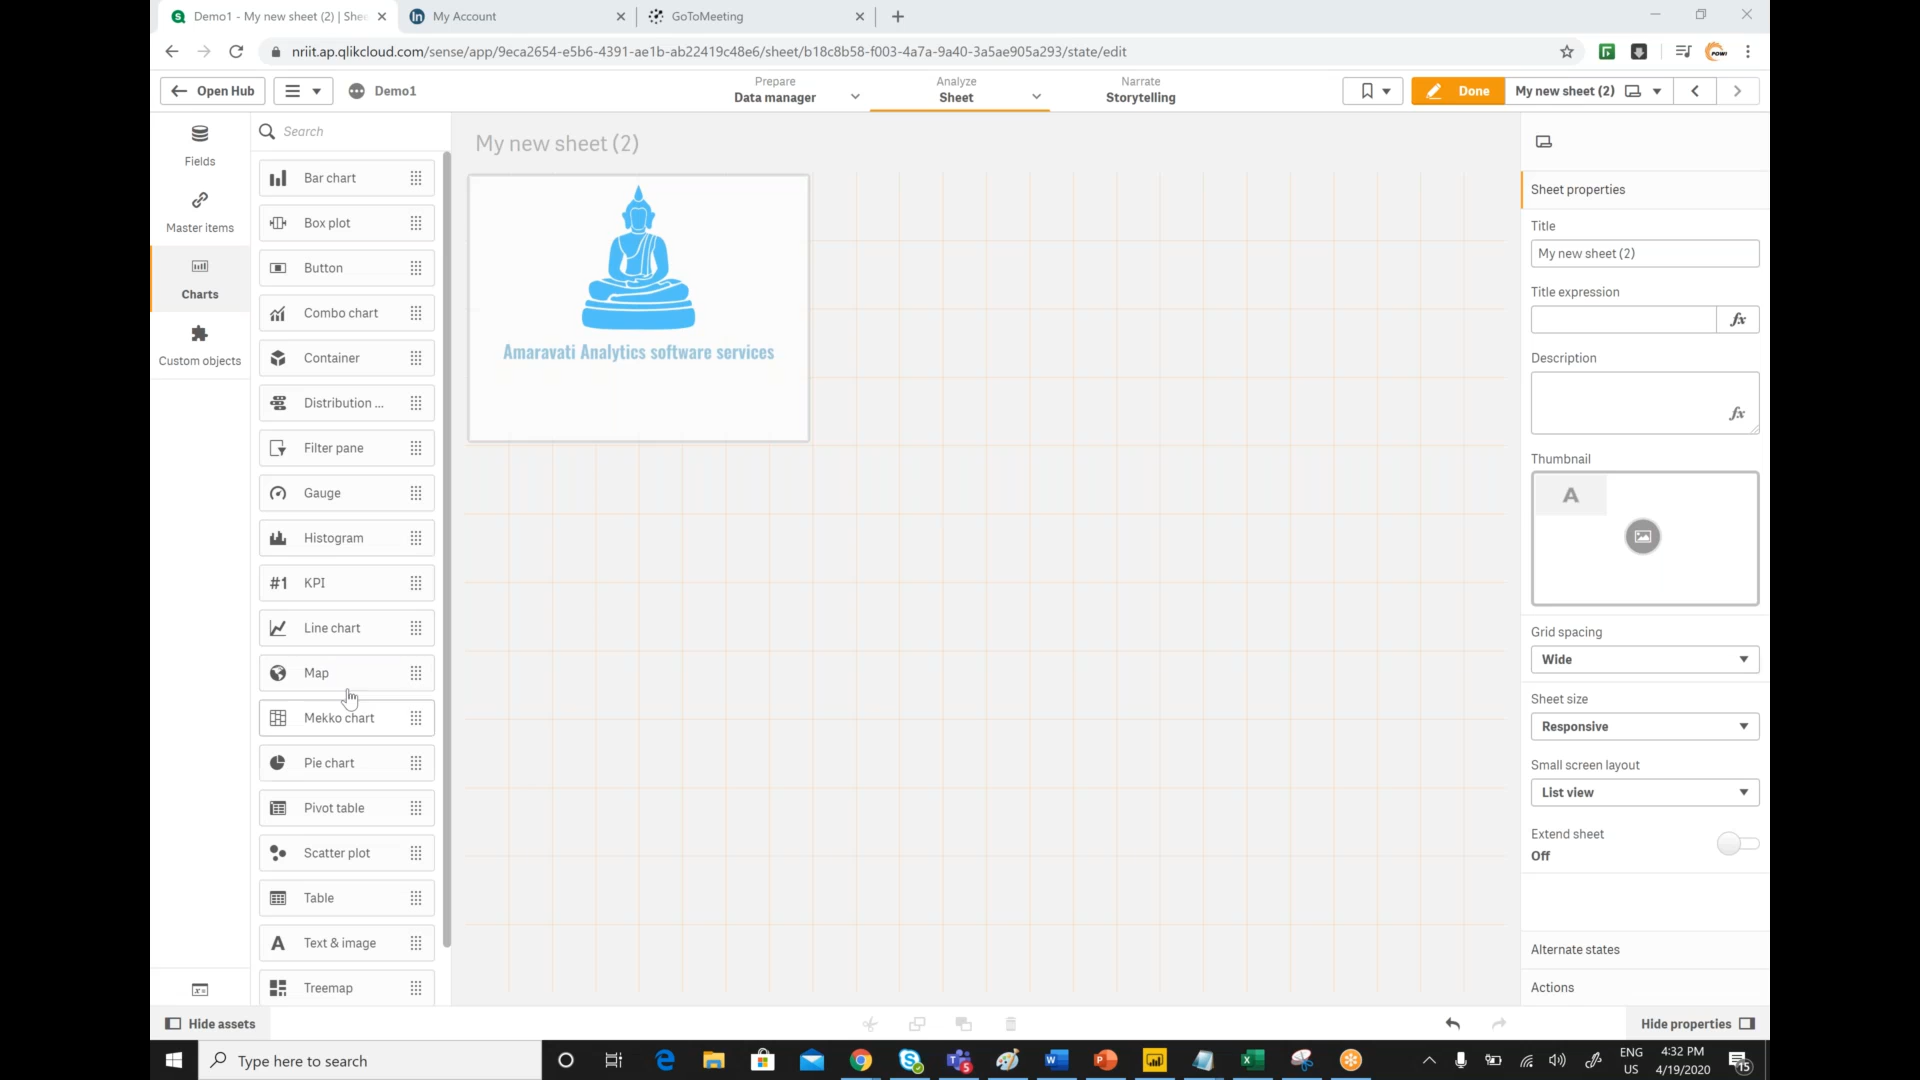 Demo1 - My new sheet (2) | Shee
My Account
GoToMeeting
nriit.ap.qlikcloud.com/sense/app/9eca2654-e5b6-4391-ae1b-ab22419c48e6/sheet/b18c8b58-f003-4a7a-9a40-3a5ae905a293/state/edit
Open Hub
Demo1
Prepare
Data manager
Analyze
Sheet
Narrate
Storytelling
Done
My new sheet (2)
Fields
Master items
Charts
Custom objects
Search
Bar chart
Box plot
Button
Combo chart
Container
Distribution ...
Filter pane
Gauge
Histogram
#1 KPI
Line chart
Map
Mekko chart
Pie chart
Pivot table
Scatter plot
Table
A Text & image
Treemap
My new sheet (2)
Amaravati Analytics software services
Sheet properties
Title
My new sheet (2)
Title expression
fx
Description
fx
Thumbnail
A
Grid spacing
Wide
Sheet size
Responsive
Small screen layout
List view
Extend sheet
Off
Alternate states
Actions
Hide assets
Hide properties
Type here to search
ENG
US
4:32 PM
4/19/2020
15